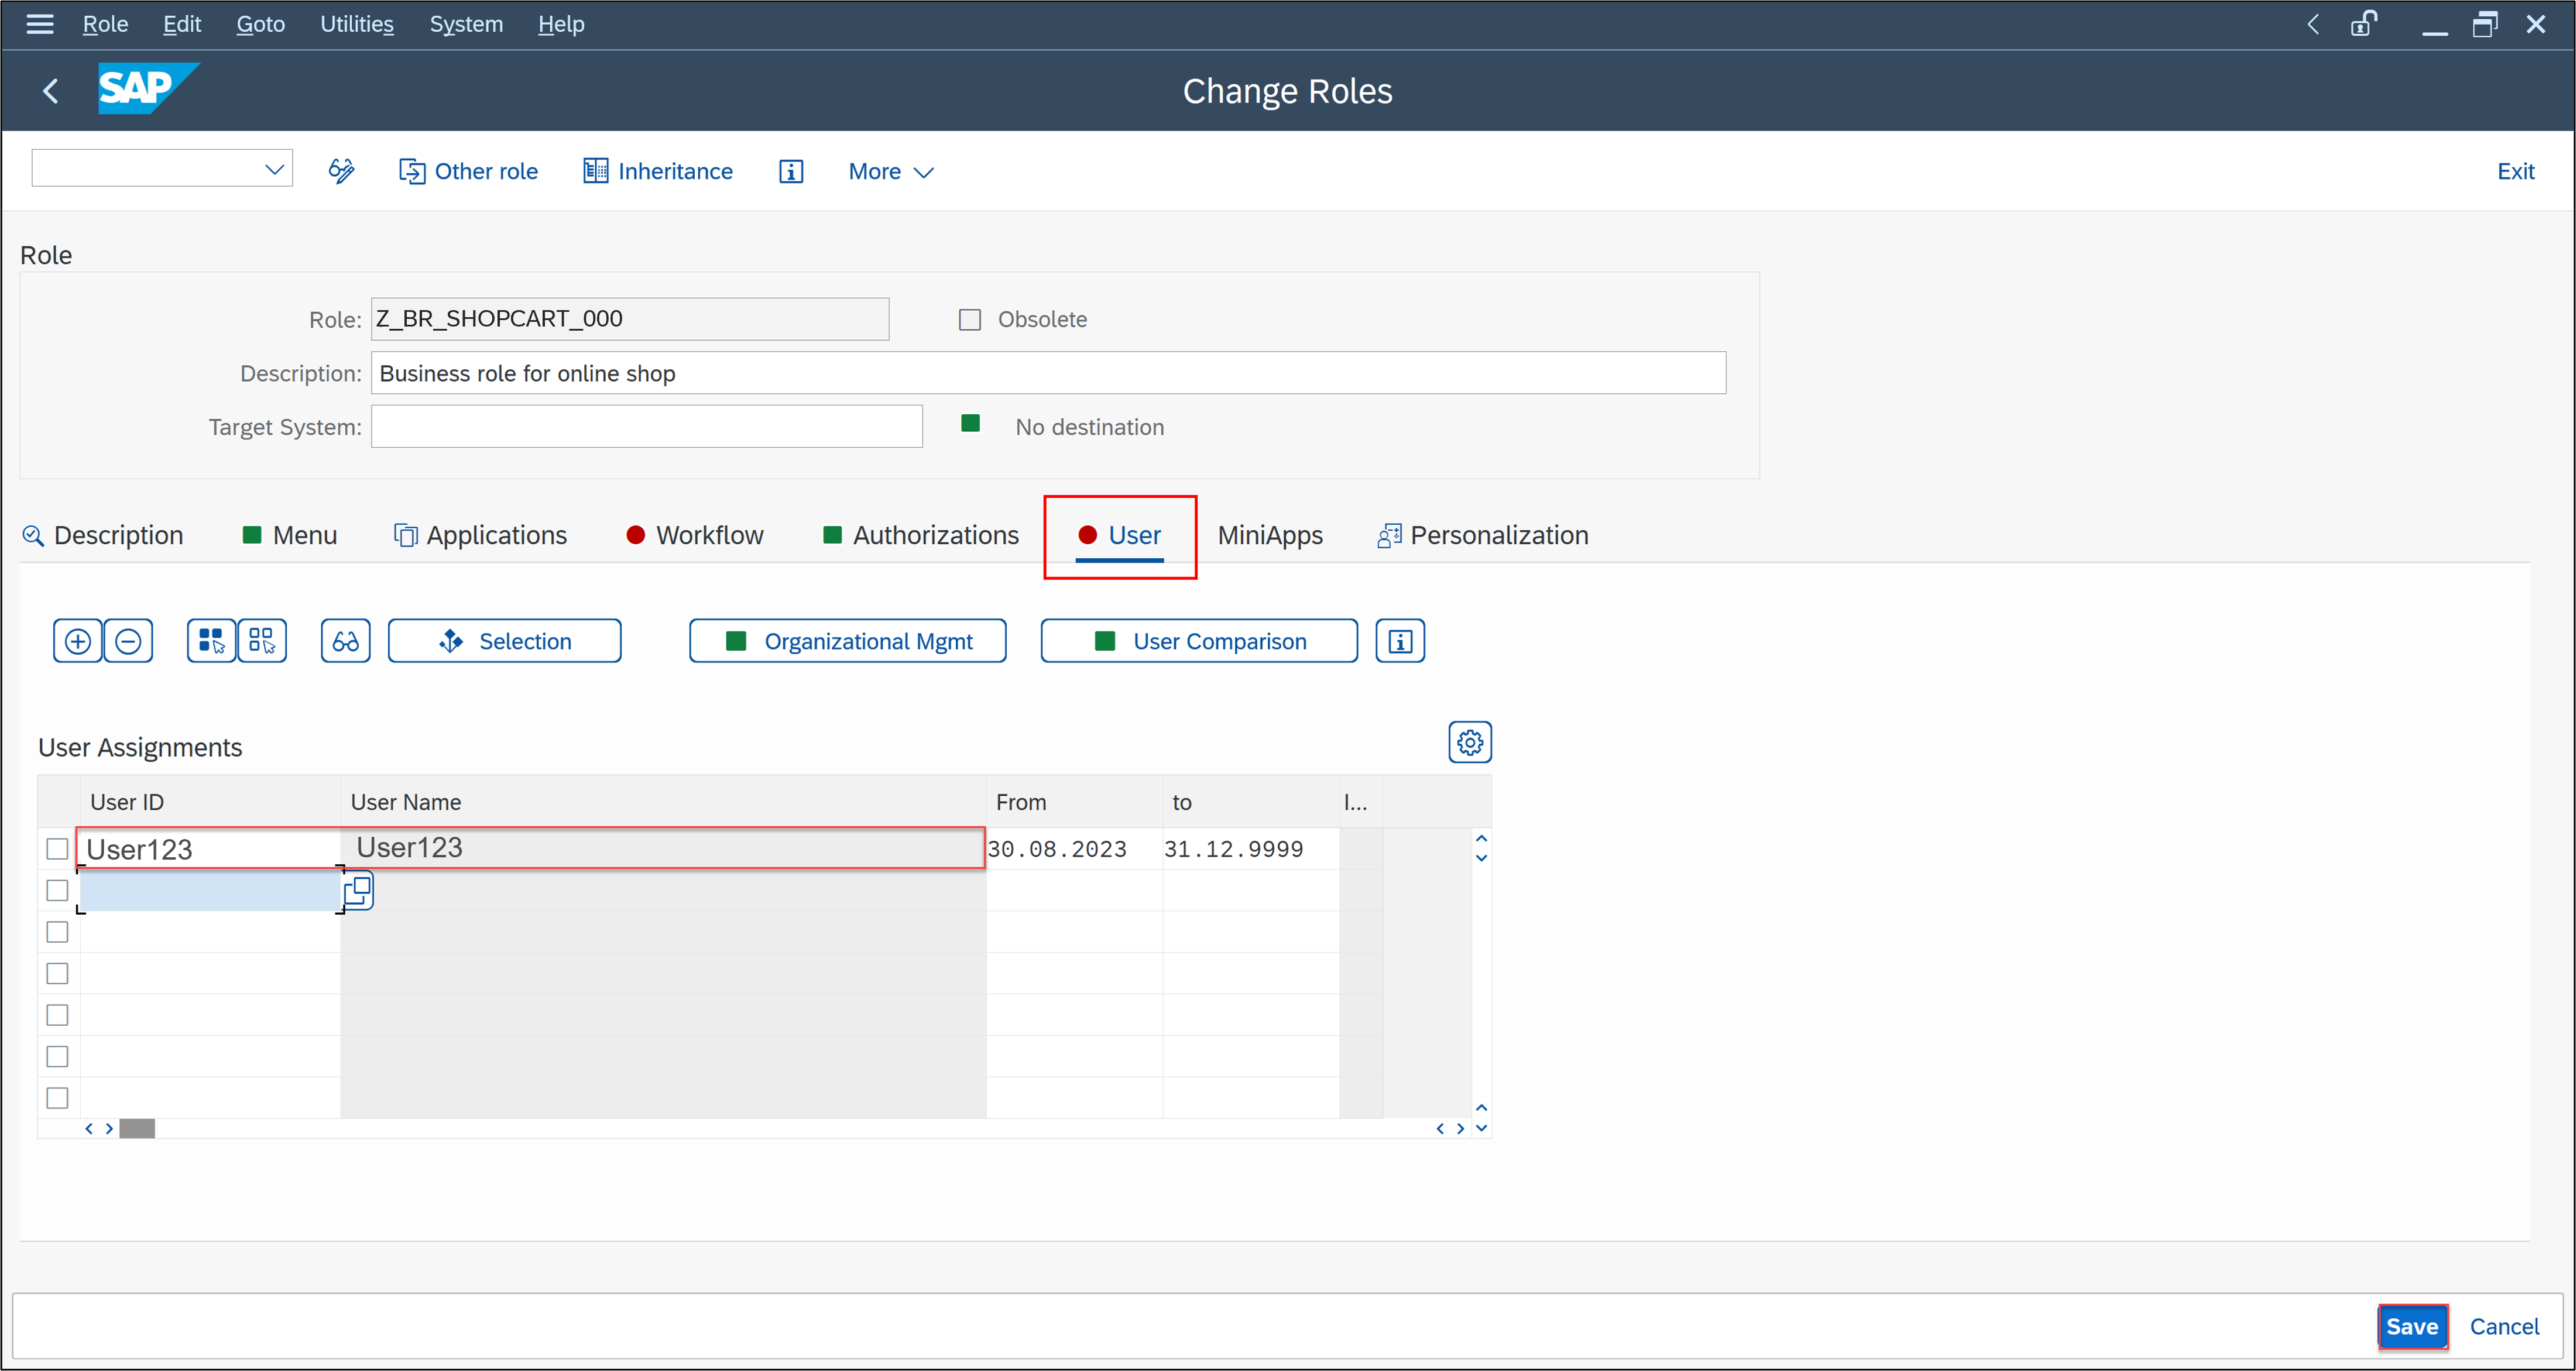 Role Edit Goto Utilities System Help
SAP Change Roles
Other role Inheritance More Exit
Role
Role: Z_BR_SHOPCART_000 Obsolete
Description: Business role for online shop
Target System: No destination
Description Menu Applications Workflow Authorizations User MiniApps Personalization
Selection Organizational Mgmt User Comparison
User Assignments
User ID User Name From to I...
User123 User123 30.08.2023 31.12.9999
Save Cancel